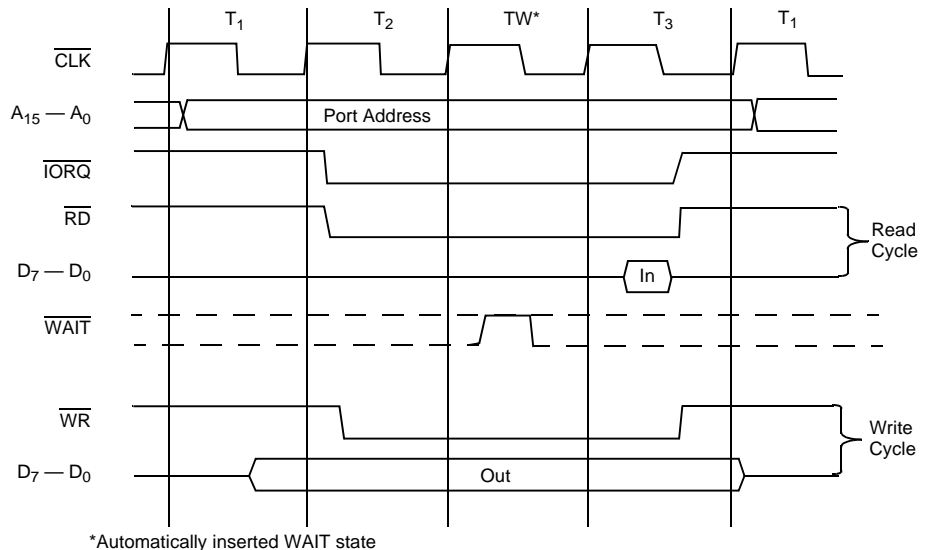 T₁ T₂ TW* T₃ T₁
CLK
A₁₅ — A₀ Port Address
IORQ
RD
Read
Cycle
D₇ — D₀ In
WAIT
WR
Write
Cycle
D₇ — D₀ Out
*Automatically inserted WAIT state